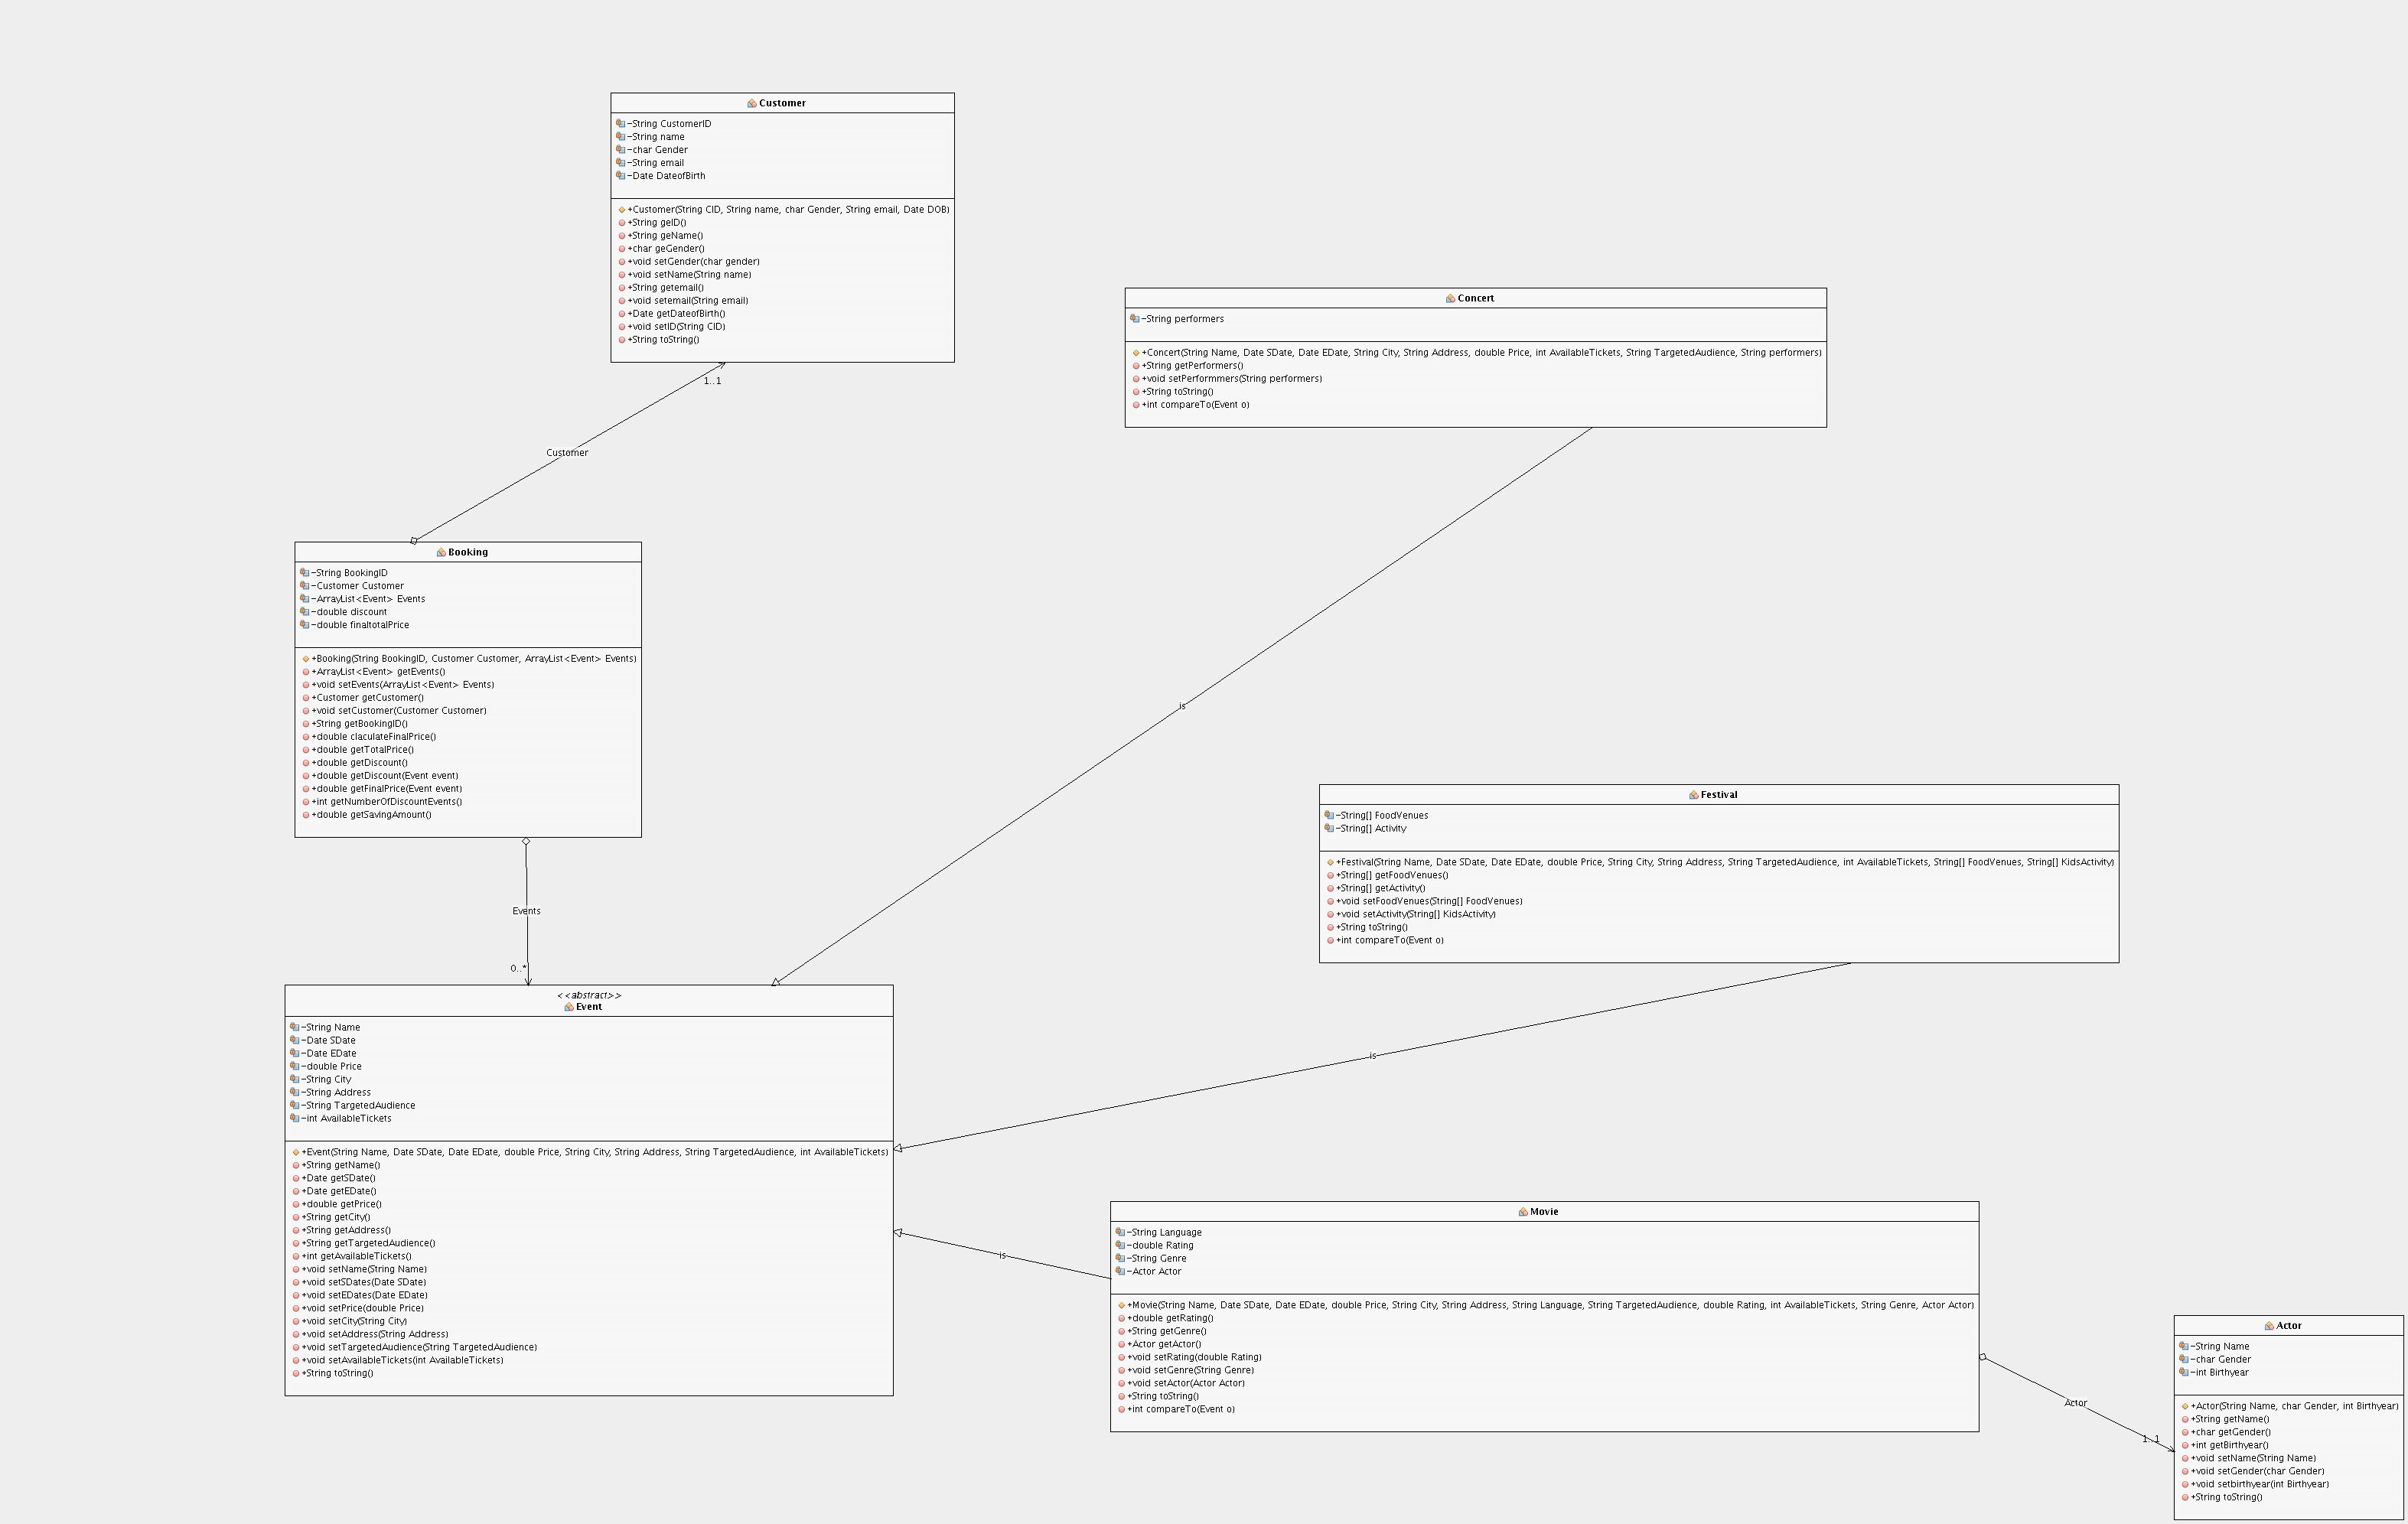 Customer
-String CustomerID
-String name
-char Gender
-String email
-Date DateofBirth
+Customer(String CID, String name, char Gender, String email, Date DOB)
+String geID()
+String geName()
+char geGender()
+void setGender(char gender)
+void setName(String name)
+String getemail()
+void setemail(String email)
+Date getDateofBirth()
+void setID(String CID)
+String toString()
1..1
Customer
Concert
-String performers
+Concert(String Name, Date SDate, Date EDate, String City, String Address, double Price, int AvailableTickets, String TargetedAudience, String performers)
+String getPerformers()
+void setPerformmers(String performers)
+String toString()
+int compareTo(Event o)
is
Booking
-String BookingID
-Customer Customer
-ArrayList<Event> Events
-double discount
-double finaltotalPrice
+Booking(String BookingID, Customer Customer, ArrayList<Event> Events)
+ArrayList<Event> getEvents()
+void setEvents(ArrayList<Event> Events)
+Customer getCustomer()
+void setCustomer(Customer Customer)
+String getBookingID()
+double claculateFinalPrice()
+double getTotalPrice()
+double getDiscount()
+double getDiscount(Event event)
+double getFinalPrice(Event event)
+int getNumberOfDiscountEvents()
+double getSavingAmount()
Events
0..*
Festival
-String[] FoodVenues
-String[] Activity
+Festival(String Name, Date SDate, Date EDate, double Price, String City, String Address, String TargetedAudience, int AvailableTickets, String[] FoodVenues, String[] KidsActivity)
+String[] getFoodVenues()
+String[] getActivity()
+void setFoodVenues(String[] FoodVenues)
+void setActivity(String[] KidsActivity)
+String toString()
+int compareTo(Event o)
is
<<abstract>>
Event
-String Name
-Date SDate
-Date EDate
-double Price
-String City
-String Address
-String TargetedAudience
-int AvailableTickets
+Event(String Name, Date SDate, Date EDate, double Price, String City, String Address, String TargetedAudience, int AvailableTickets)
+String getName()
+Date getSDate()
+Date getEDate()
+double getPrice()
+String getCity()
+String getAddress()
+String getTargetedAudience()
+int getAvailableTickets()
+void setName(String Name)
+void setSDates(Date SDate)
+void setEDates(Date EDate)
+void setPrice(double Price)
+void setCity(String City)
+void setAddress(String Address)
+void setTargetedAudience(String TargetedAudience)
+void setAvailableTickets(int AvailableTickets)
+String toString()
is
Movie
-String Language
-double Rating
-String Genre
-Actor Actor
+Movie(String Name, Date SDate, Date EDate, double Price, String City, String Address, String Language, String TargetedAudience, double Rating, int AvailableTickets, String Genre, Actor Actor)
+double getRating()
+String getGenre()
+Actor getActor()
+void setRating(double Rating)
+void setGenre(String Genre)
+void setActor(Actor Actor)
+String toString()
+int compareTo(Event o)
Actor
1..1
Actor
-String Name
-char Gender
-int Birthyear
+Actor(String Name, char Gender, int Birthyear)
+String getName()
+char getGender()
+int getBirthyear()
+void setName(String Name)
+void setGender(char Gender)
+void setbirthyear(int Birthyear)
+String toString()